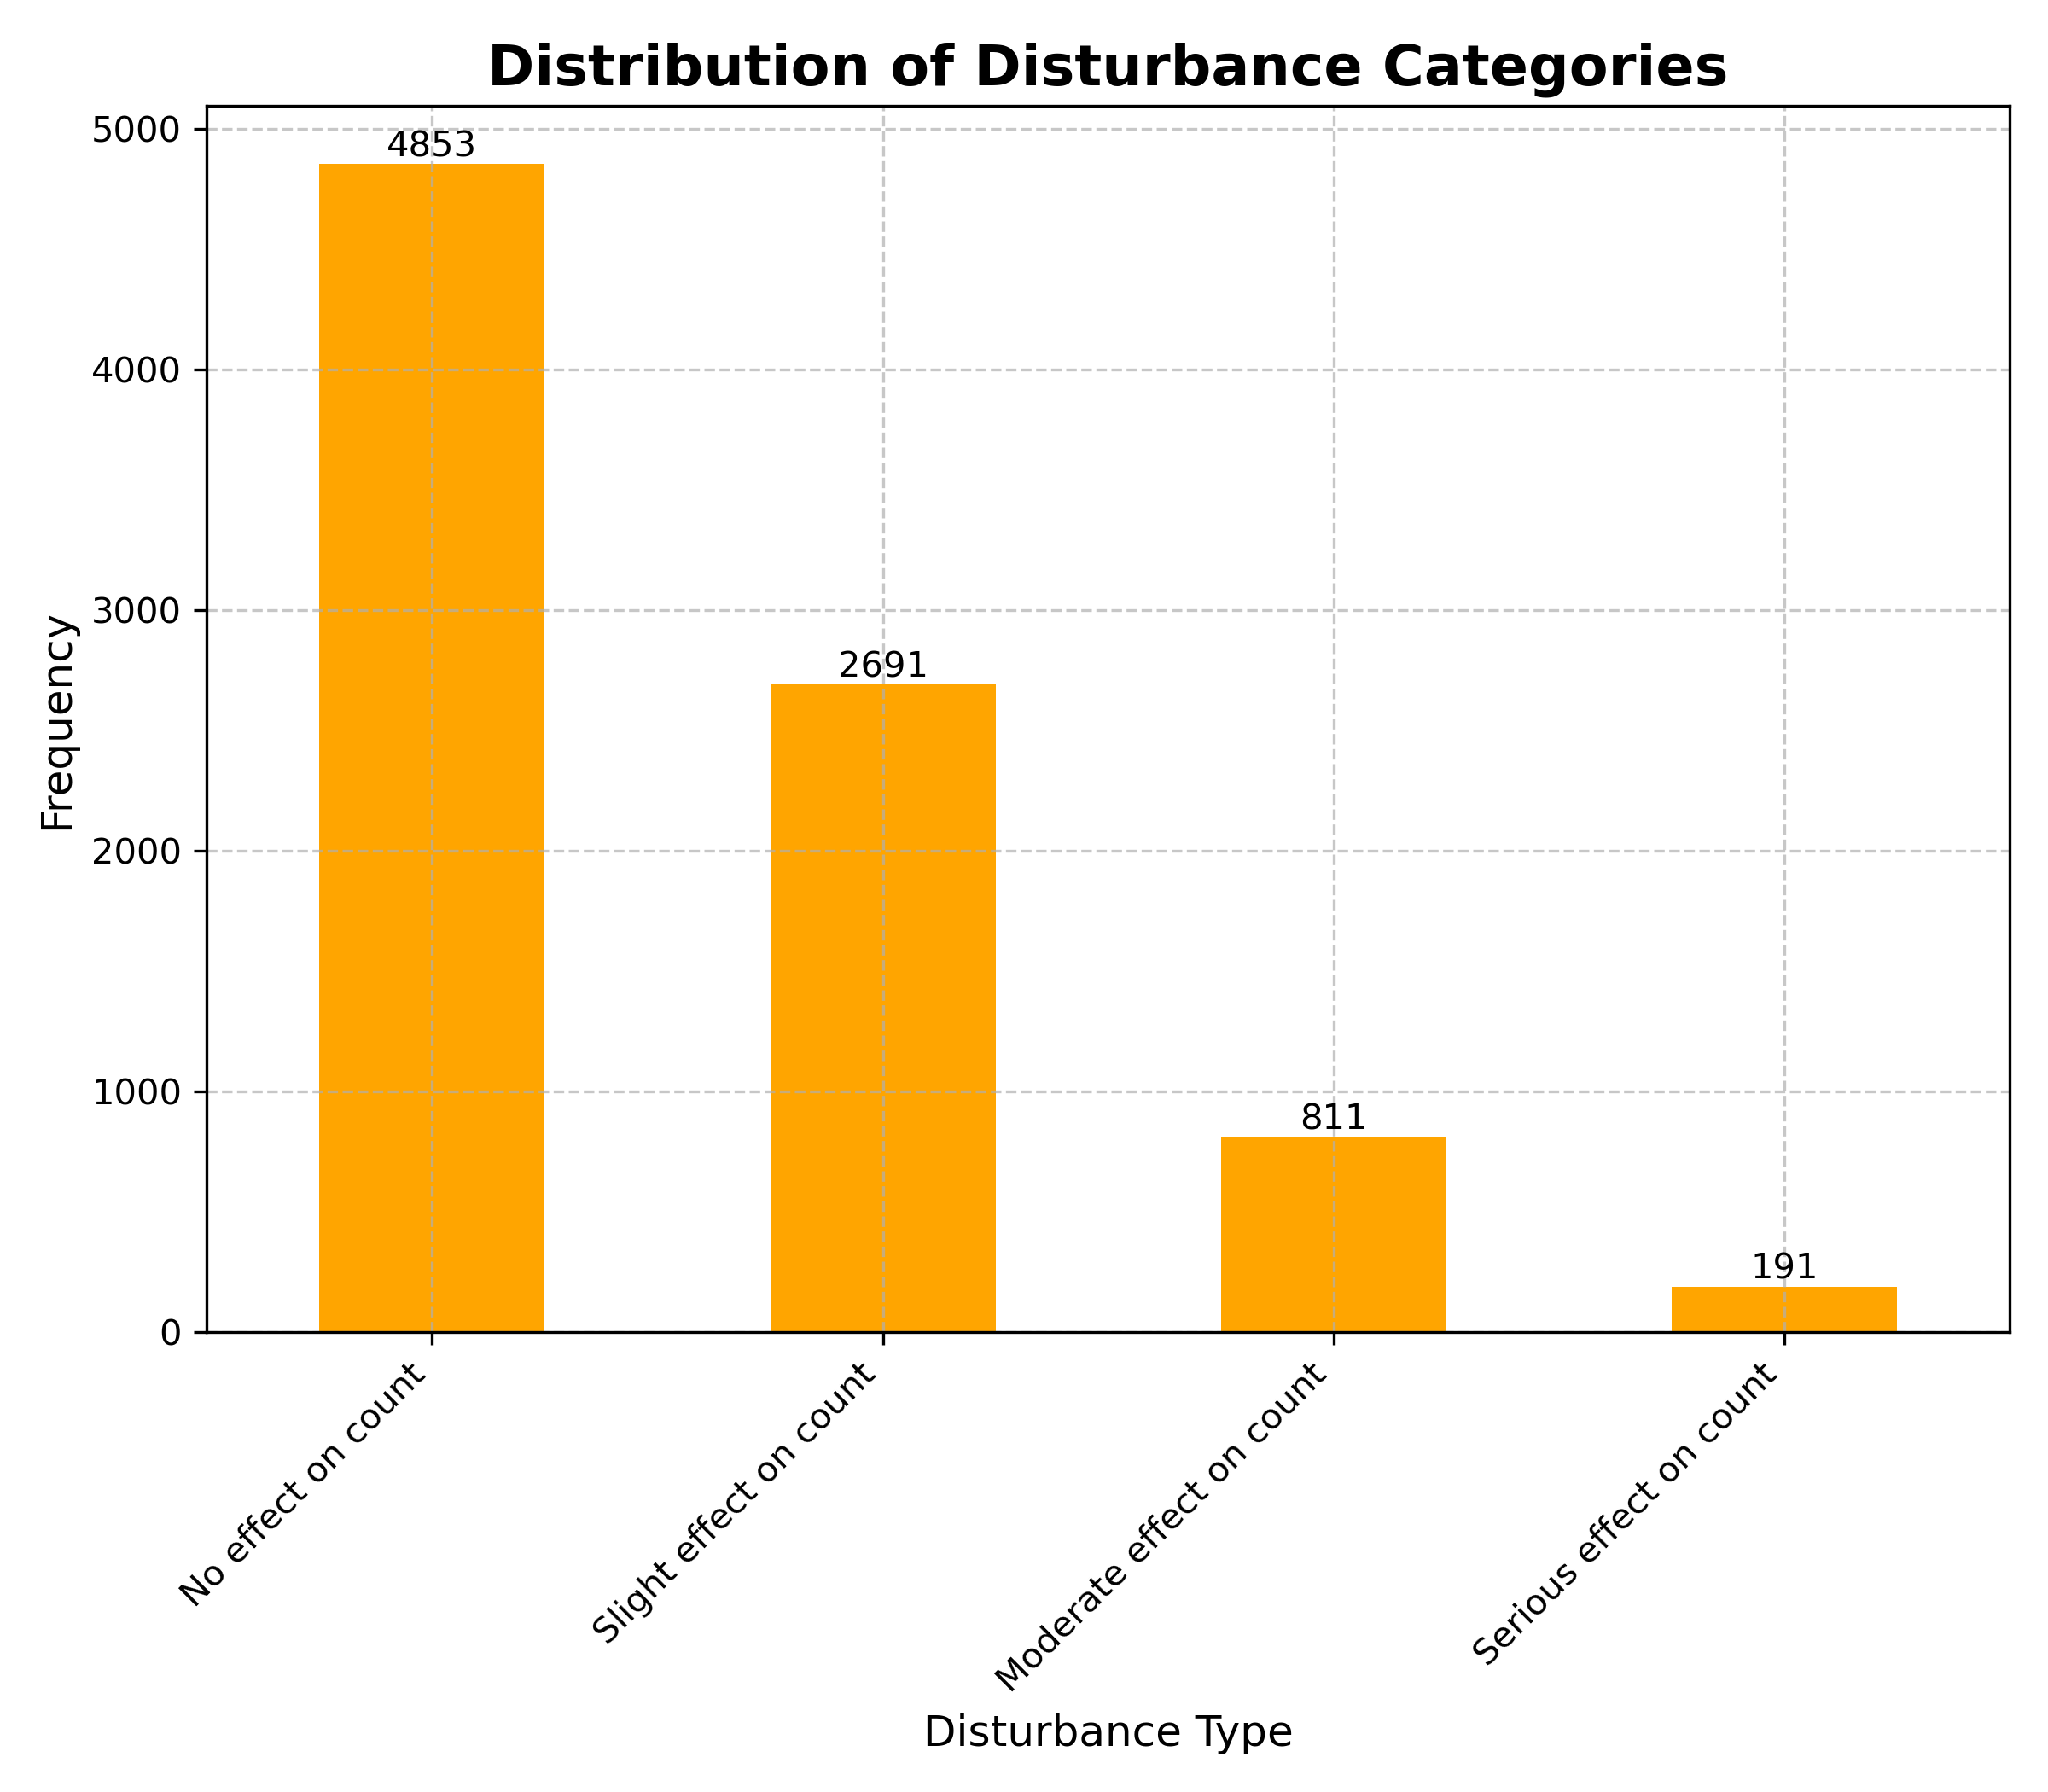 Distribution of Disturbance Categories
5000
4000
3000
2000
1000
0
Frequency
4853
2691
811
191
No effect on count
Slight effect on count
Moderate effect on count
Serious effect on count
Disturbance Type